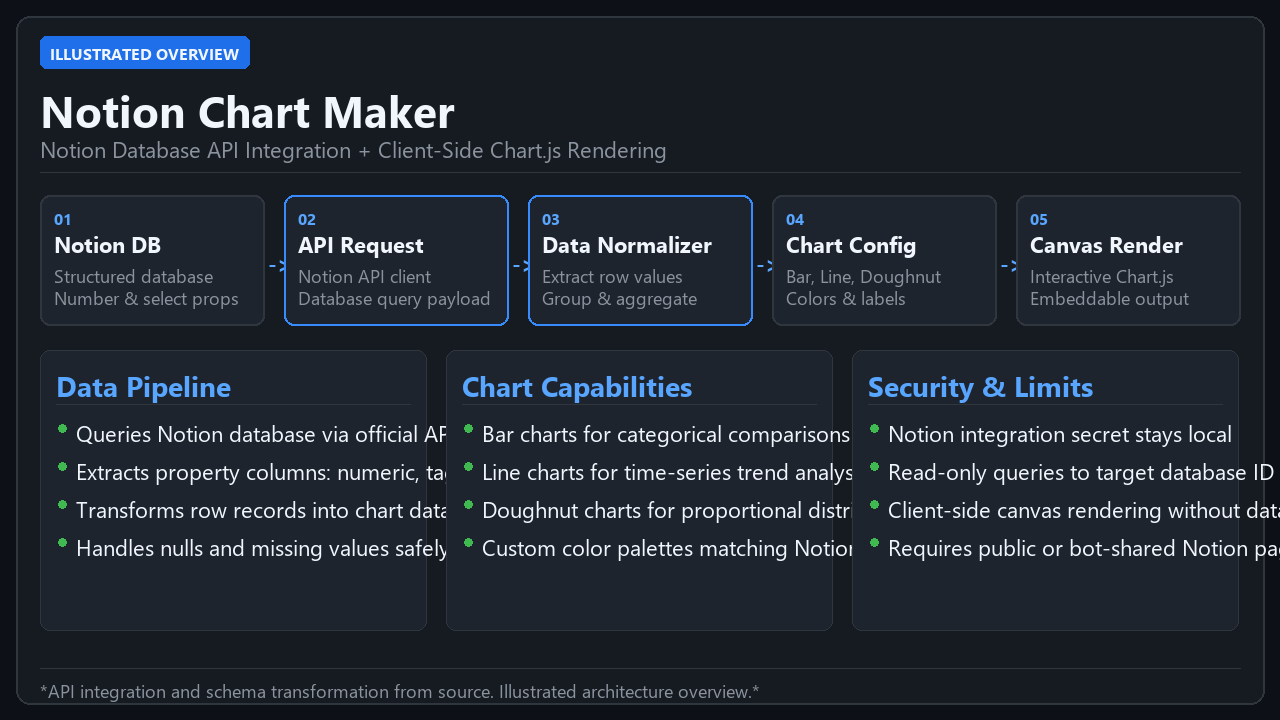 ILLUSTRATED OVERVIEW
Notion Chart Maker
Notion Database API Integration + Client-Side Chart.js Rendering
01
Notion DB
Structured database
Number & select props
->
02
API Request
Notion API client
Database query payload
->
03
Data Normalizer
Extract row values
Group & aggregate
->
04
Chart Config
Bar, Line, Doughnut
Colors & labels
->
05
Canvas Render
Interactive Chart.js
Embeddable output
Data Pipeline
Queries Notion database via official
Extracts property columns: numeric,
Transforms row records into chart data
Handles nulls and missing values safely
Chart Capabilities
Bar charts for categorical comparisons
Line charts for time-series trend
Doughnut charts for proportional
Custom color palettes matching Notion
Security & Limits
Notion integration secret stays local
Read-only queries to target database ID
Client-side canvas rendering without
Requires public or bot-shared Notion
*API integration and schema transformation from source. Illustrated architecture overview.*